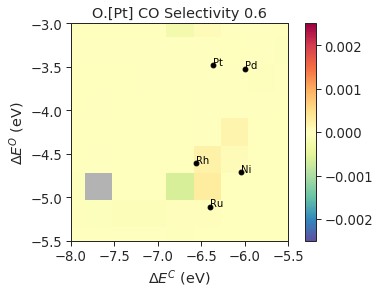 O.[Pt] CO Selectivity 0.6
−3.0
−3.5
−4.0
−4.5
−5.0
−5.5
ΔE^O (eV)
Pt
Pd
Rh
Ni
Ru
−8.0 −7.5 −7.0 −6.5 −6.0 −5.5
ΔE^C (eV)
0.002
0.001
0.000
−0.001
−0.002